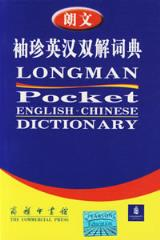 朗文
袖珍英汉双解词典
LONGMAN
Pocket
ENGLISH-CHINESE
DICTIONARY
商务印书馆
THE COMMERCIAL PRESS
PEARSON